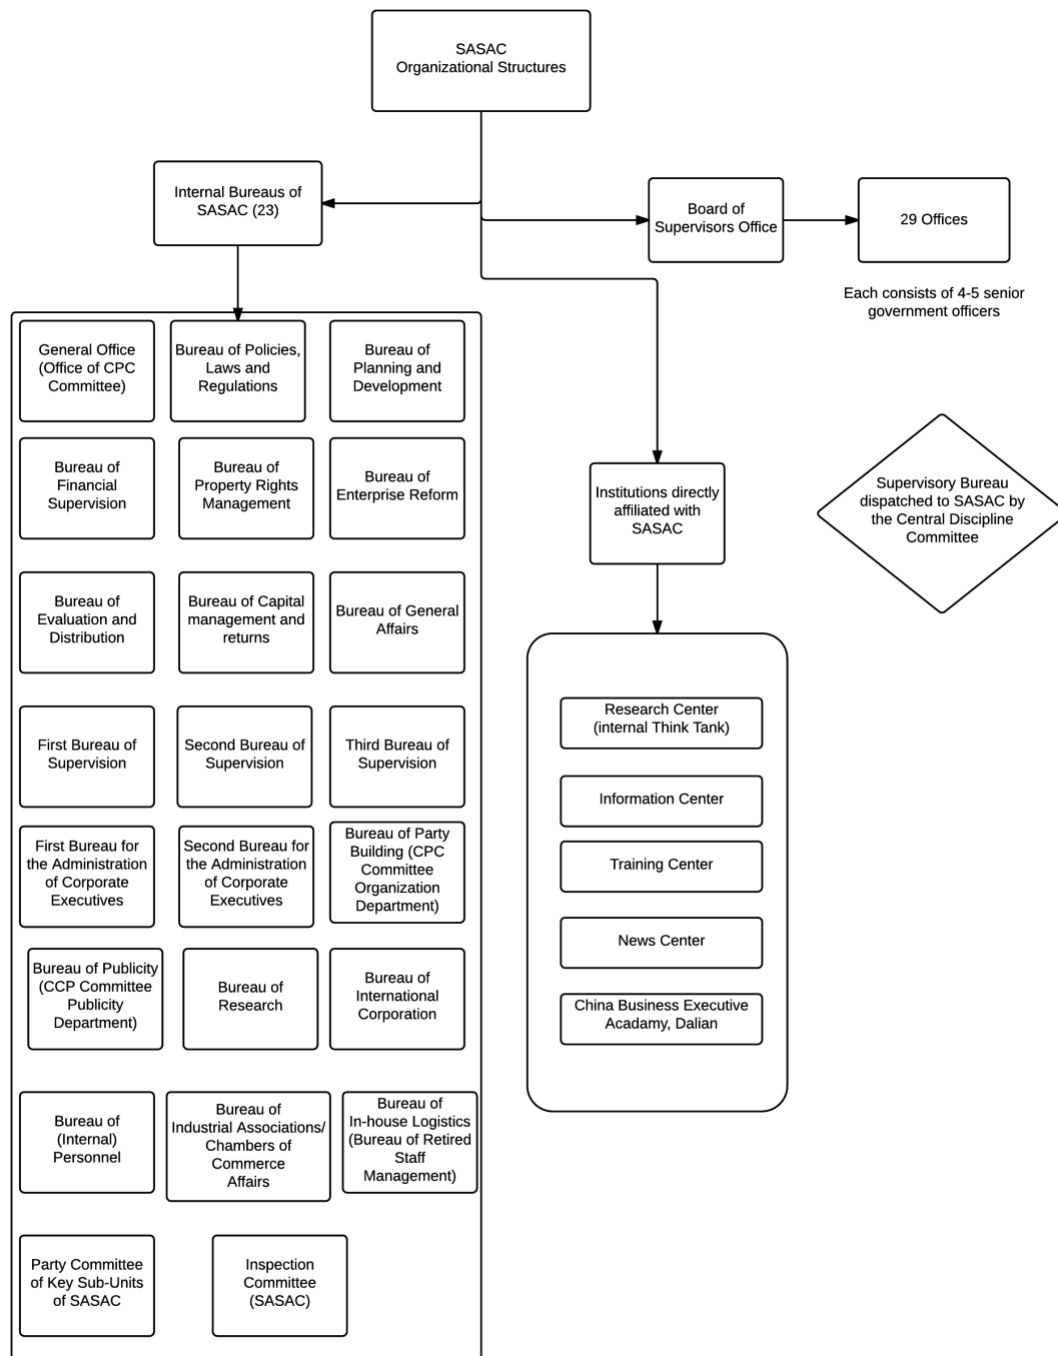 SASAC
Organizational Structures
Internal Bureaus of
SASAC (23)
Board of
Supervisors Office
29 Offices
Each consists of 4-5 senior
government officers
General Office
(Office of CPC
Committee)
Bureau of Policies,
Laws and
Regulations
Bureau of
Planning and
Development
Bureau of
Financial
Supervision
Bureau of
Property Rights
Management
Bureau of
Enterprise Reform
Institutions directly
affiliated with
SASAC
Supervisory Bureau
dispatched to SASAC by
the Central Discipline
Committee
Bureau of
Evaluation and
Distribution
Bureau of Capital
management and
returns
Bureau of General
Affairs
First Bureau of
Supervision
Second Bureau of
Supervision
Third Bureau of
Supervision
First Bureau for
the Administration
of Corporate
Executives
Second Bureau for
the Administration
of Corporate
Executives
Bureau of Party
Building (CPC
Committee
Organization
Department)
Bureau of Publicity
(CCP Committee
Publicity
Department)
Bureau of
Research
Bureau of
International
Corporation
Bureau of
(Internal)
Personnel
Bureau of
Industrial Associations/
Chambers of
Commerce
Affairs
Bureau of
In-house Logistics
(Bureau of Retired
Staff
Management)
Party Committee
of Key Sub-Units
of SASAC
Inspection
Committee
(SASAC)
Research Center
(internal Think Tank)
Information Center
Training Center
News Center
China Business Executive
Acadamy, Dalian